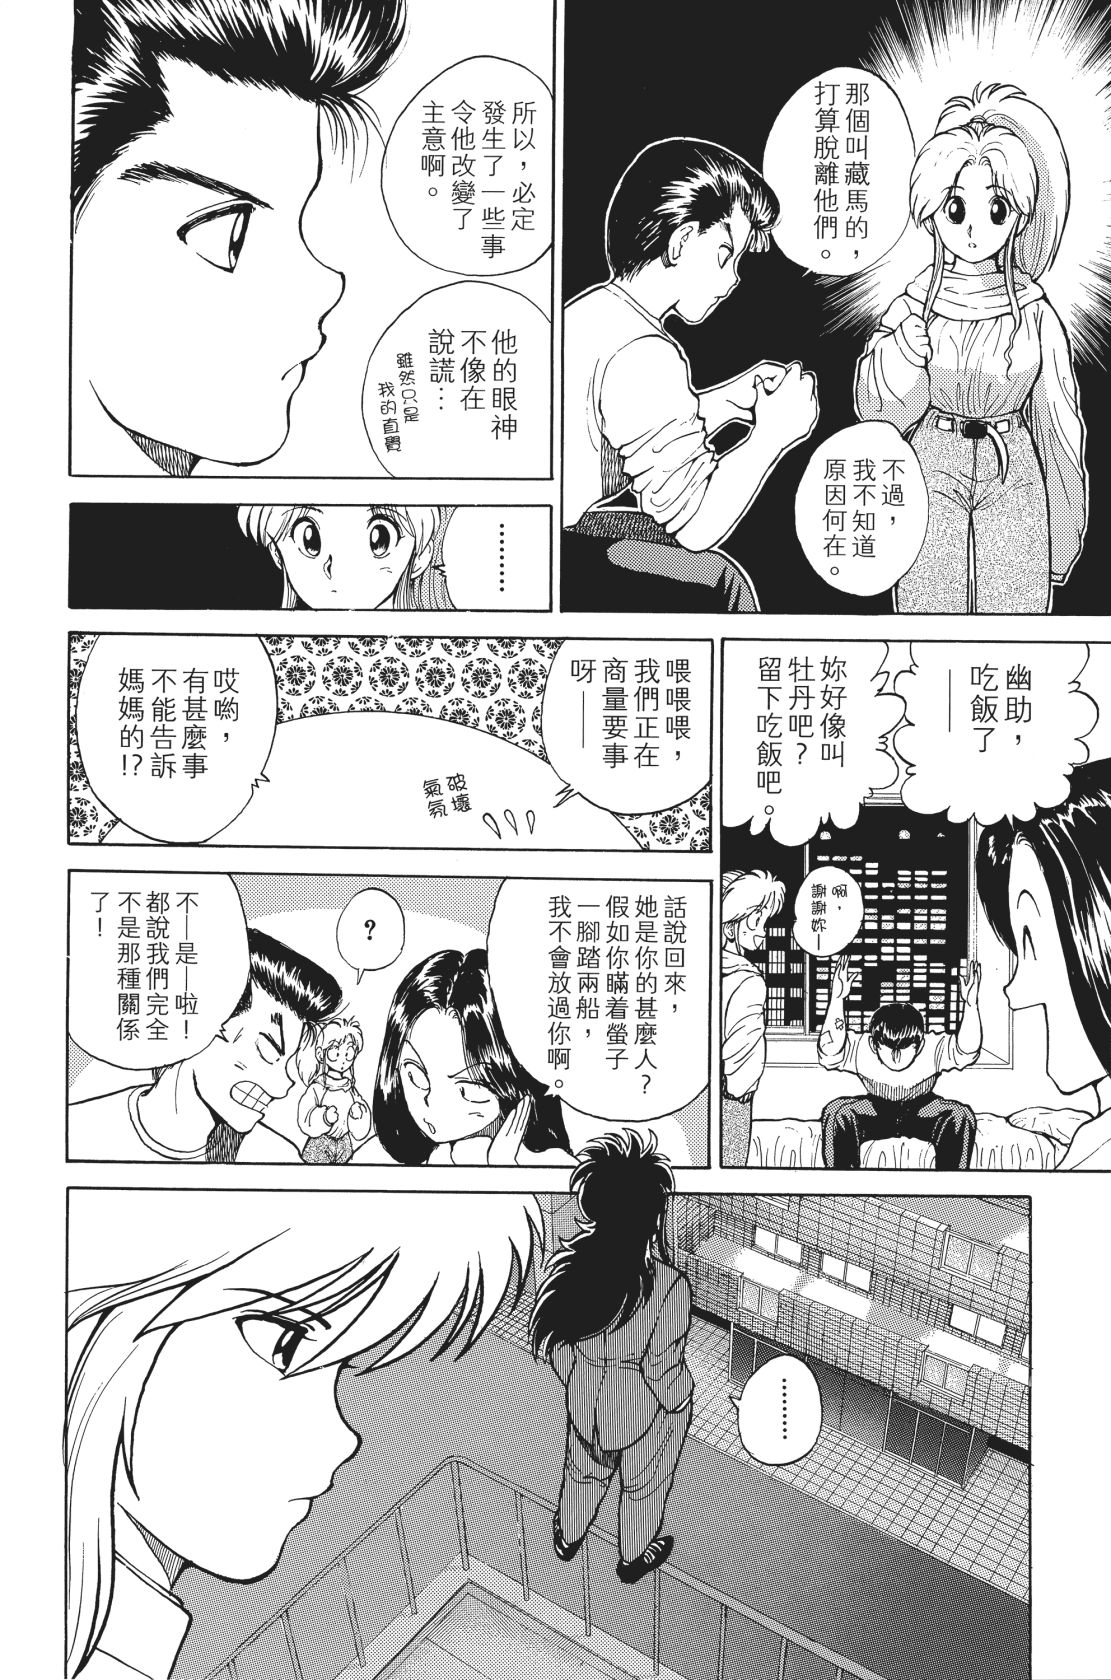 那個叫藏馬的，
打算脫離他們。
不過，
我不知道
原因何在。
所以，必定
發生了一些事
令他改變了
主意啊。
他的眼神
不像在
說謊…
雖然只是
我的直覺
………
幽助，
吃飯了
——
妳好像叫
牡丹吧？
留下吃飯吧。
啊，
謝謝妳—
喂喂喂，
我們正在
商量要事
呀——
破壞
氣氛
哎喲，
有甚麼事
不能告訴
媽媽的!?
話說回來，
她是你的甚麼人？
假如你瞞着螢子
一腳踏兩船，
我不會放過你啊。
？
不—是—啦！
都說我們完全
不是那種關係
了！
………